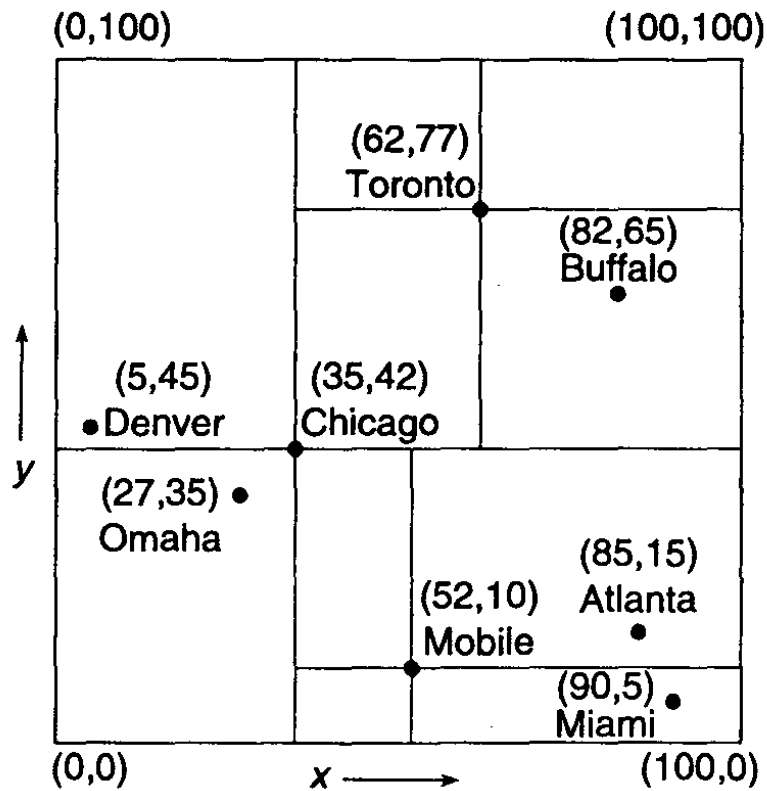 (0,100)
(100,100)
(62,77)
Toronto
(82,65)
Buffalo
(5,45)
Denver
(35,42)
Chicago
y
(27,35)
Omaha
(85,15)
Atlanta
(52,10)
Mobile
(90,5)
Miami
(0,0)
x
(100,0)